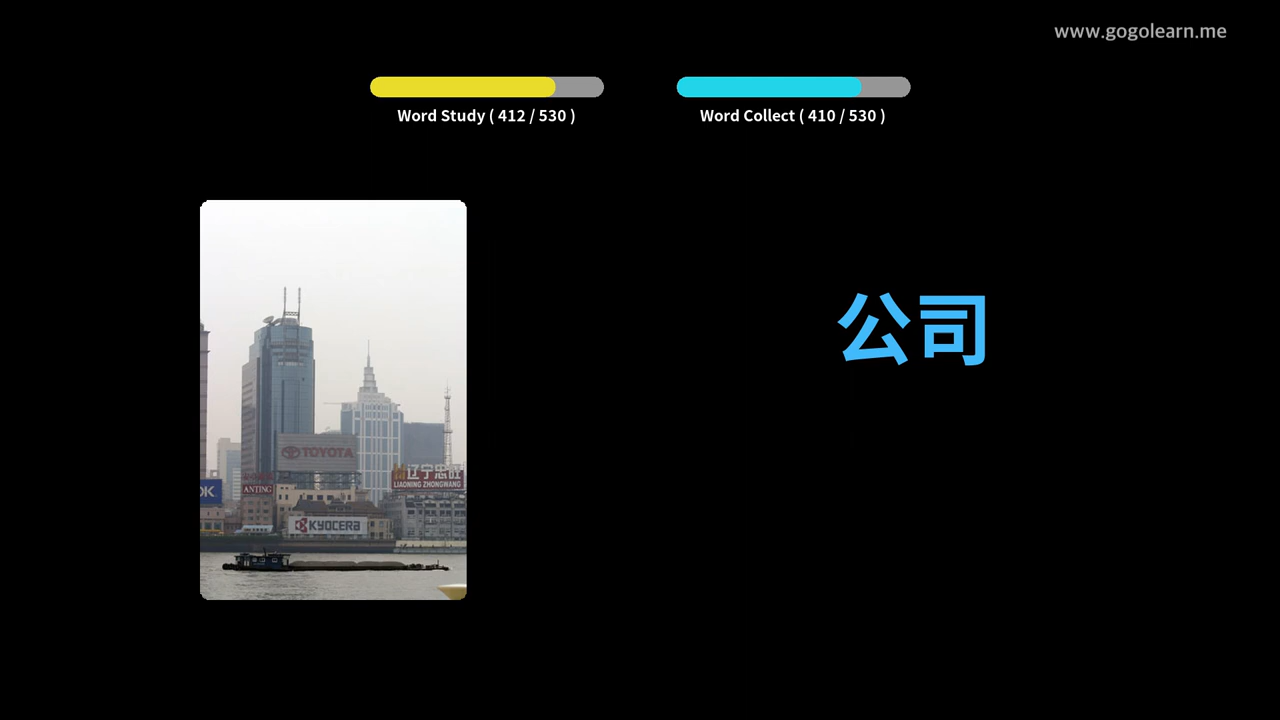 www.gogolearn.me
Word Study ( 412 / 530 )
Word Collect ( 410 / 530 )
公司
TOYOTA
辽宁忠旺
LIAONING ZHONGWANG
ANTING
KYOCERA